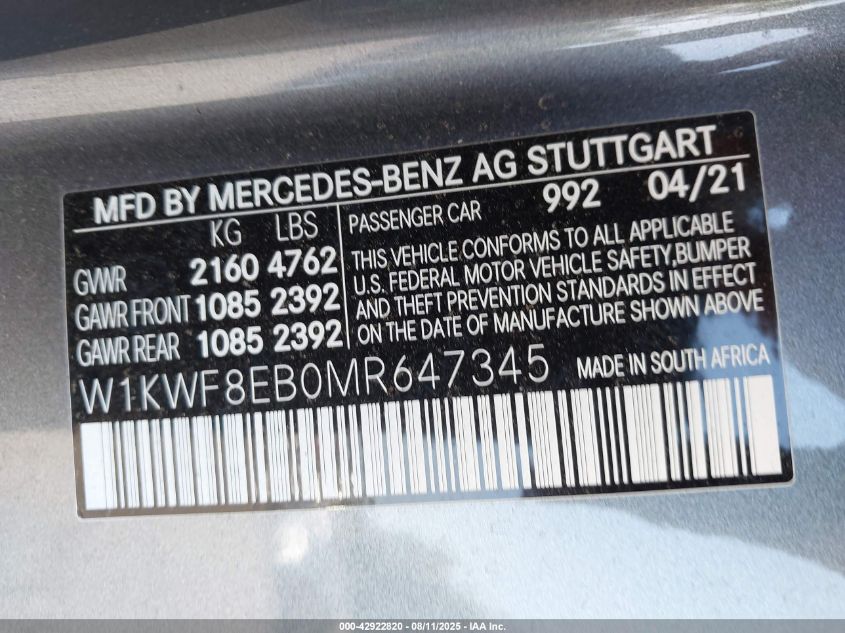 MFD BY MERCEDES-BENZ AG STUTTGART
KG LBS
GVWR 2160 4762
GAWR FRONT 1085 2392
GAWR REAR 1085 2392
PASSENGER CAR 992 04/21
THIS VEHICLE CONFORMS TO ALL APPLICABLE
U.S. FEDERAL MOTOR VEHICLE SAFETY,BUMPER
AND THEFT PREVENTION STANDARDS IN EFFECT
ON THE DATE OF MANUFACTURE SHOWN ABOVE
W1KWF8EB0MR647345 MADE IN SOUTH AFRICA
000-42922820 - 08/11/2025 - IAA Inc.